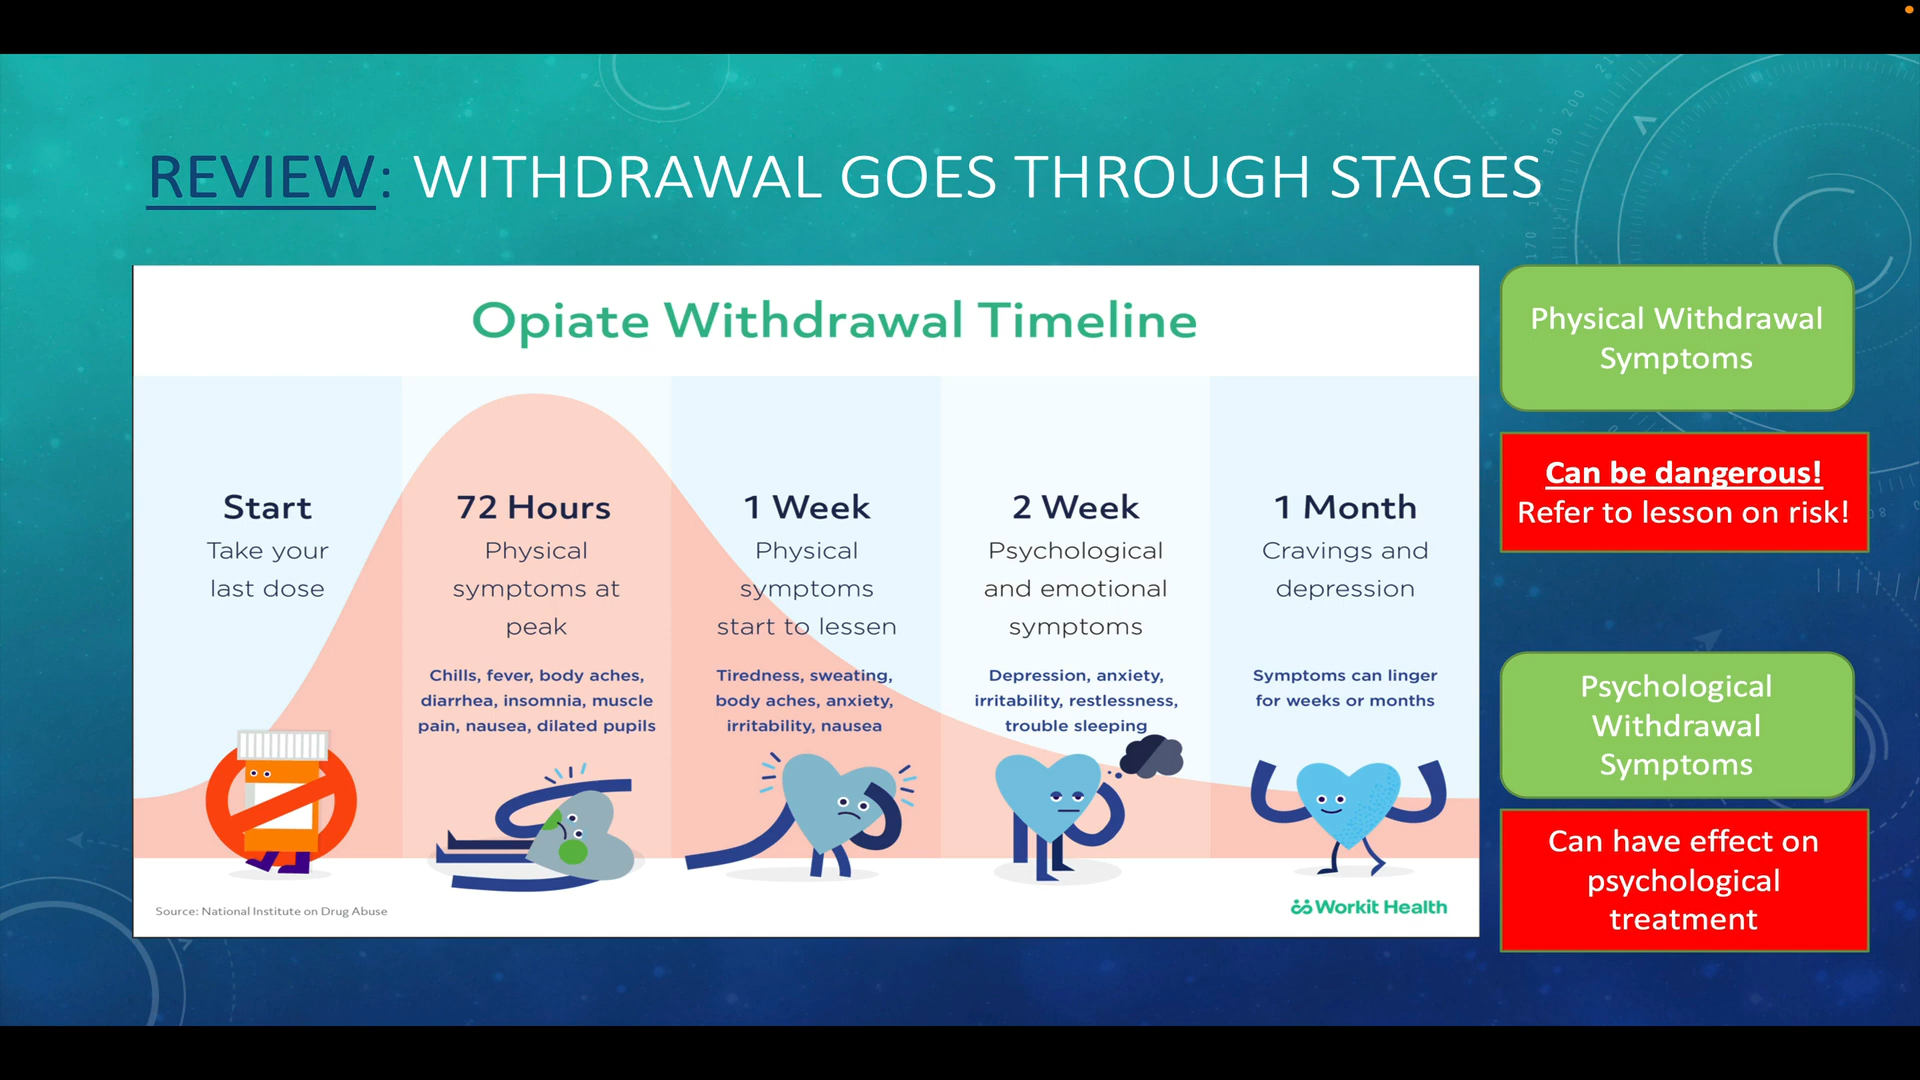 REVIEW: WITHDRAWAL GOES THROUGH STAGES
Opiate Withdrawal Timeline
Start
Take your
last dose
72 Hours
Physical
symptoms at
peak
Chills, fever, body aches,
diarrhea, insomnia, muscle
pain, nausea, dilated pupils
1 Week
Physical
symptoms
start to lessen
Tiredness, sweating,
body aches, anxiety,
irritability, nausea
2 Week
Psychological
and emotional
symptoms
Depression, anxiety,
irritability, restlessness,
trouble sleeping
1 Month
Cravings and
depression
Symptoms can linger
for weeks or months
Source: National Institute on Drug Abuse
Workit Health
Physical Withdrawal
Symptoms
Can be dangerous!
Refer to lesson on risk!
Psychological
Withdrawal
Symptoms
Can have effect on
psychological
treatment
210
200
190
170